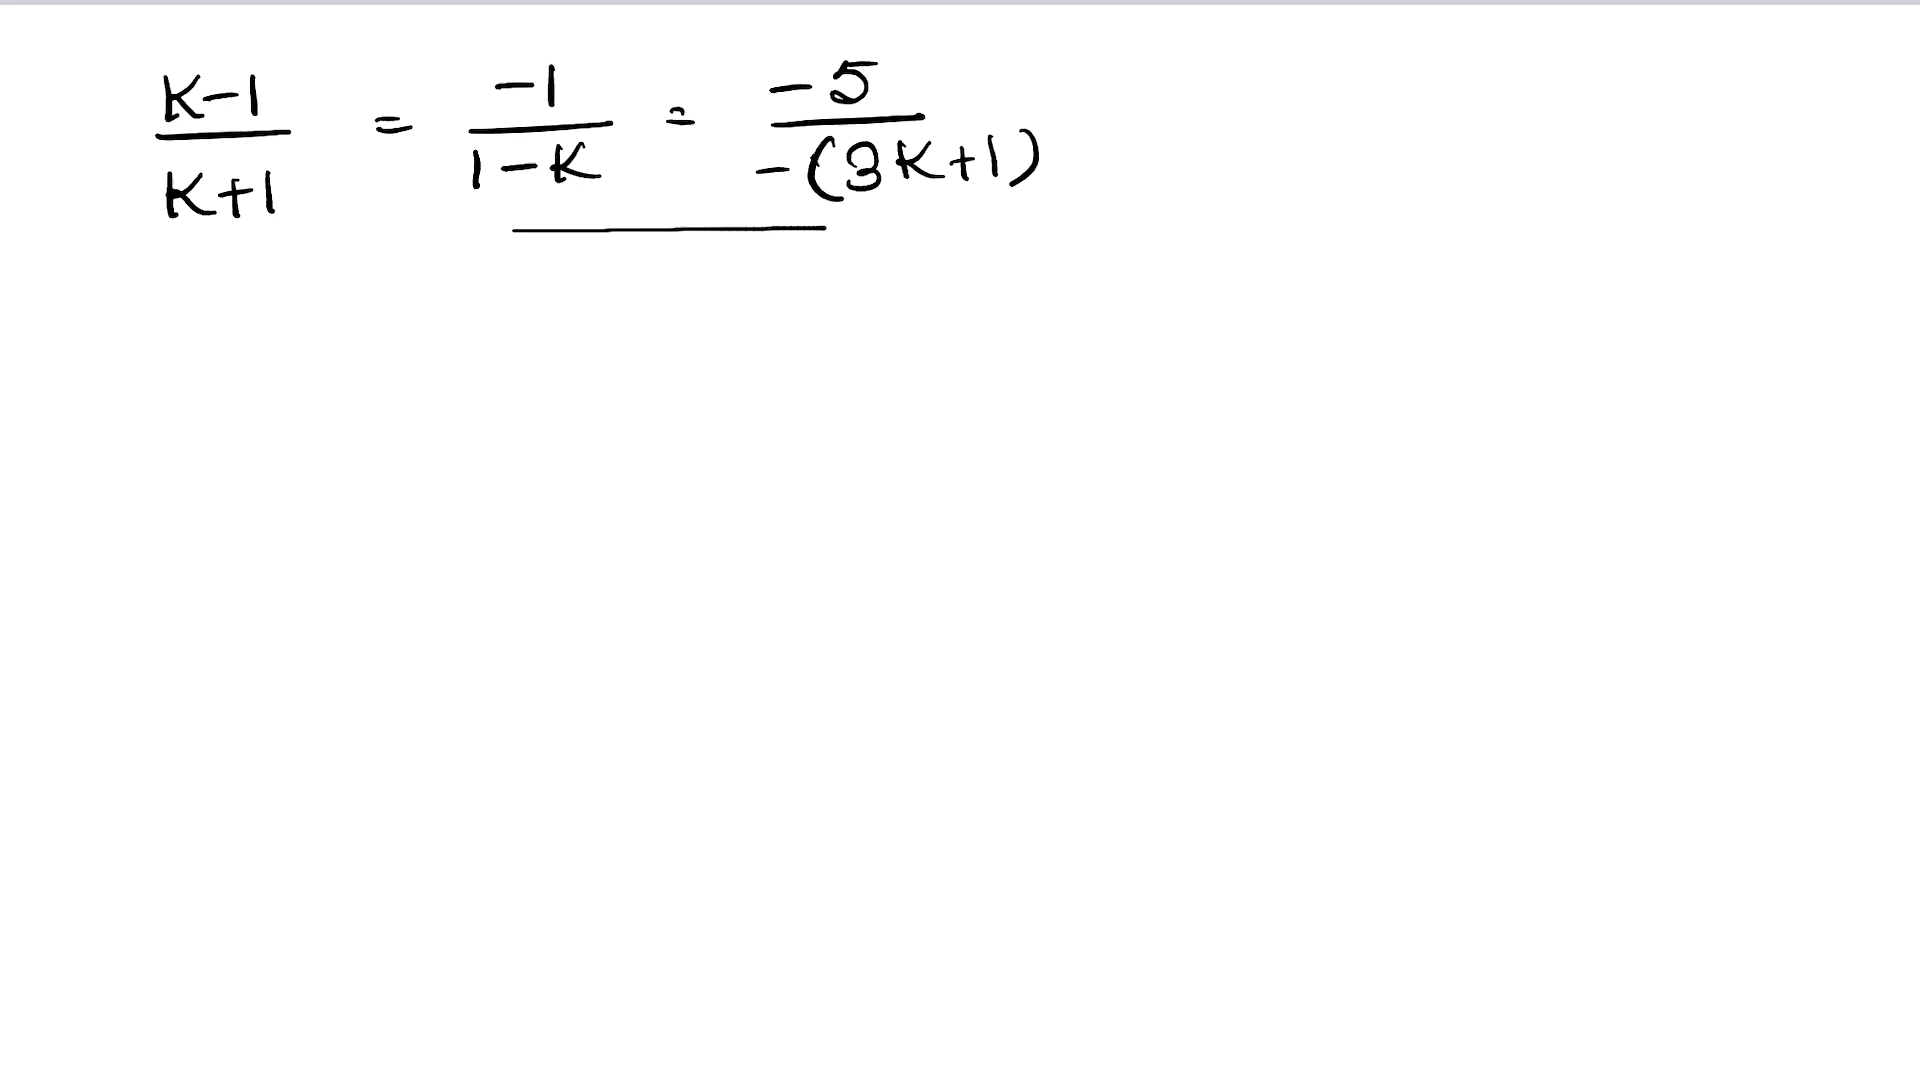 K-1/K+1 = -1/1-K = -5/-(3K+1)